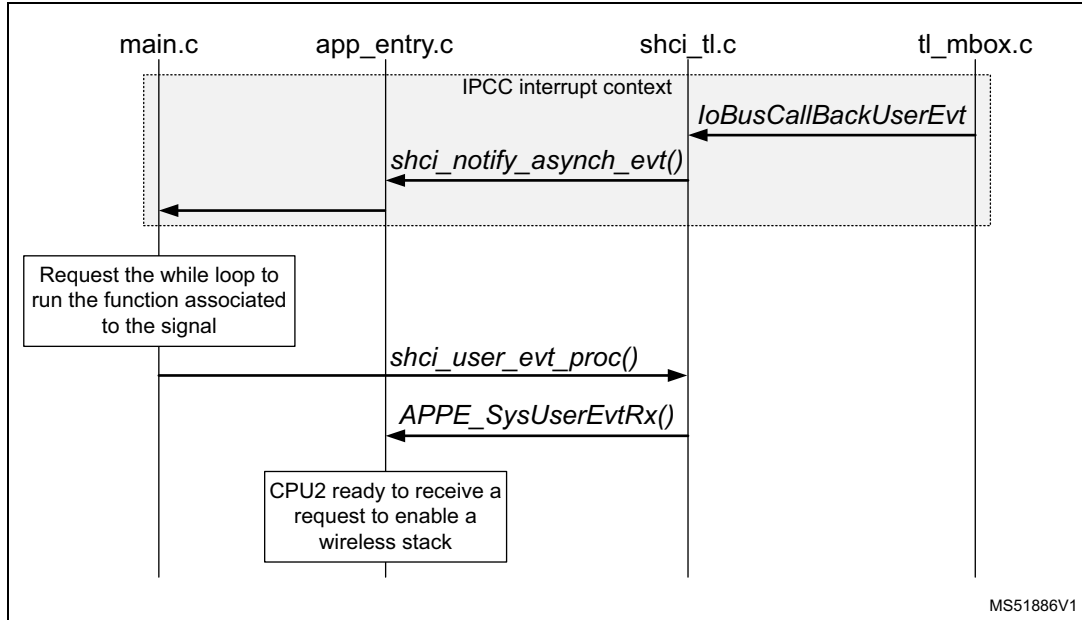 main.c
app_entry.c
shci_tl.c
tl_mbox.c
IPCC interrupt context
IoBusCallBackUserEvt
shci_notify_asynch_evt()
Request the while loop to
run the function associated
to the signal
shci_user_evt_proc()
APPE_SysUserEvtRx()
CPU2 ready to receive a
request to enable a
wireless stack
MS51886V1